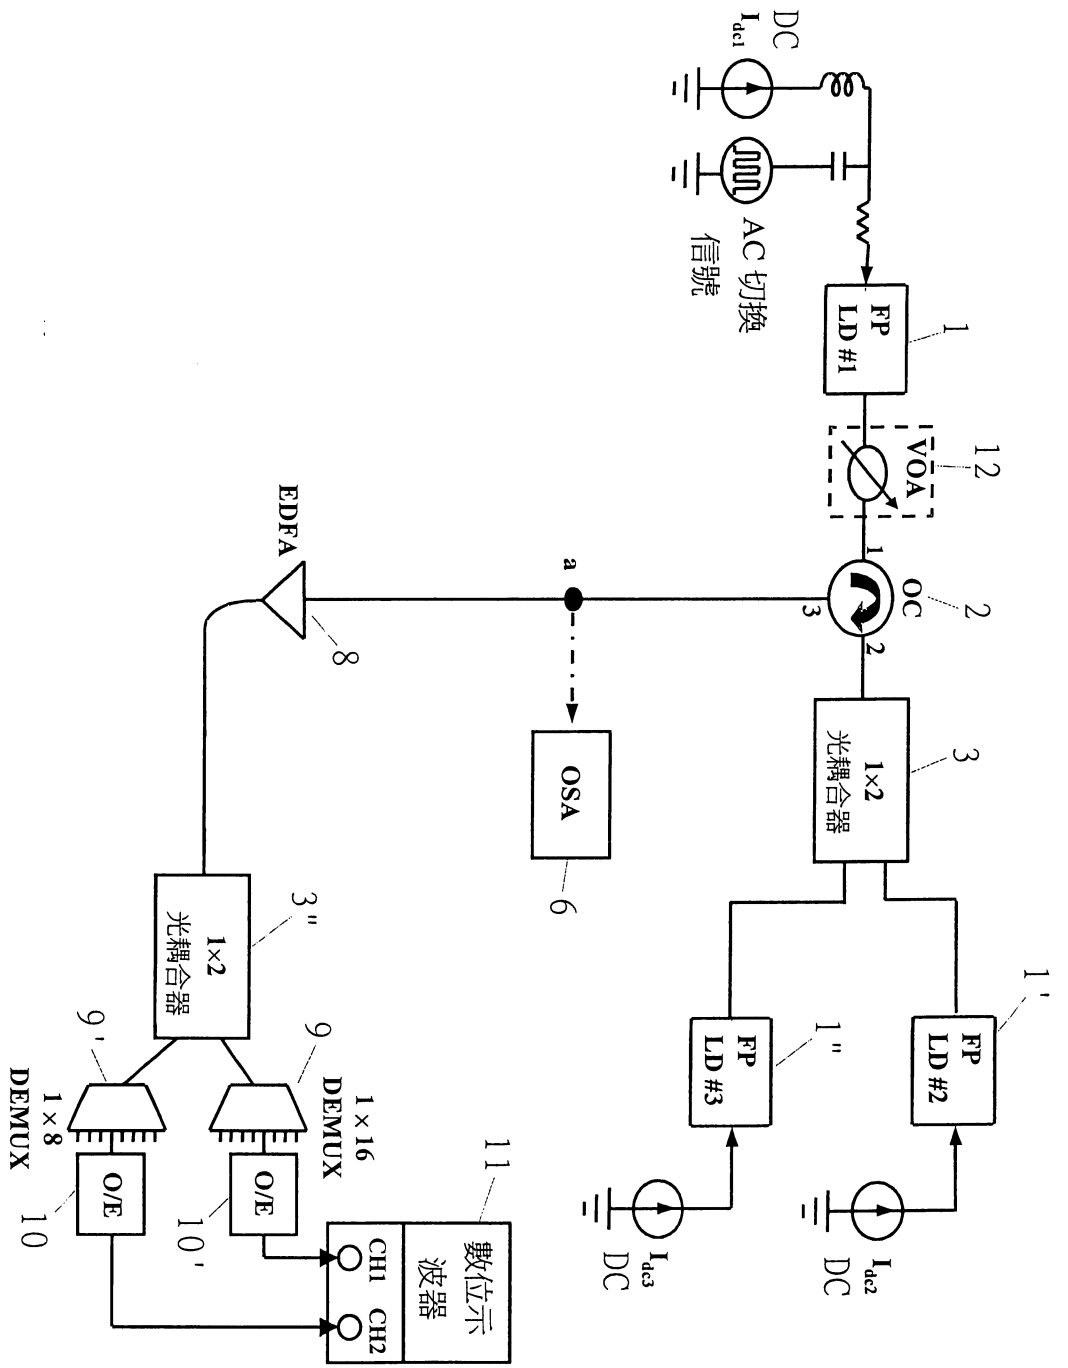 DC
I_dc1
AC 切換
信號
FP
LD #1
1
VOA
12
1
OC
2
2
3
1×2
光耦合器
3
FP
LD #2
1'
I_dc2
DC
FP
LD #3
1"
I_dc3
DC
a
OSA
6
EDFA
8
1×2
光耦合器
3"
1 × 16
DEMUX
9
1 × 8
DEMUX
9'
O/E
10'
O/E
10
數位示
波器
CH1
CH2
11